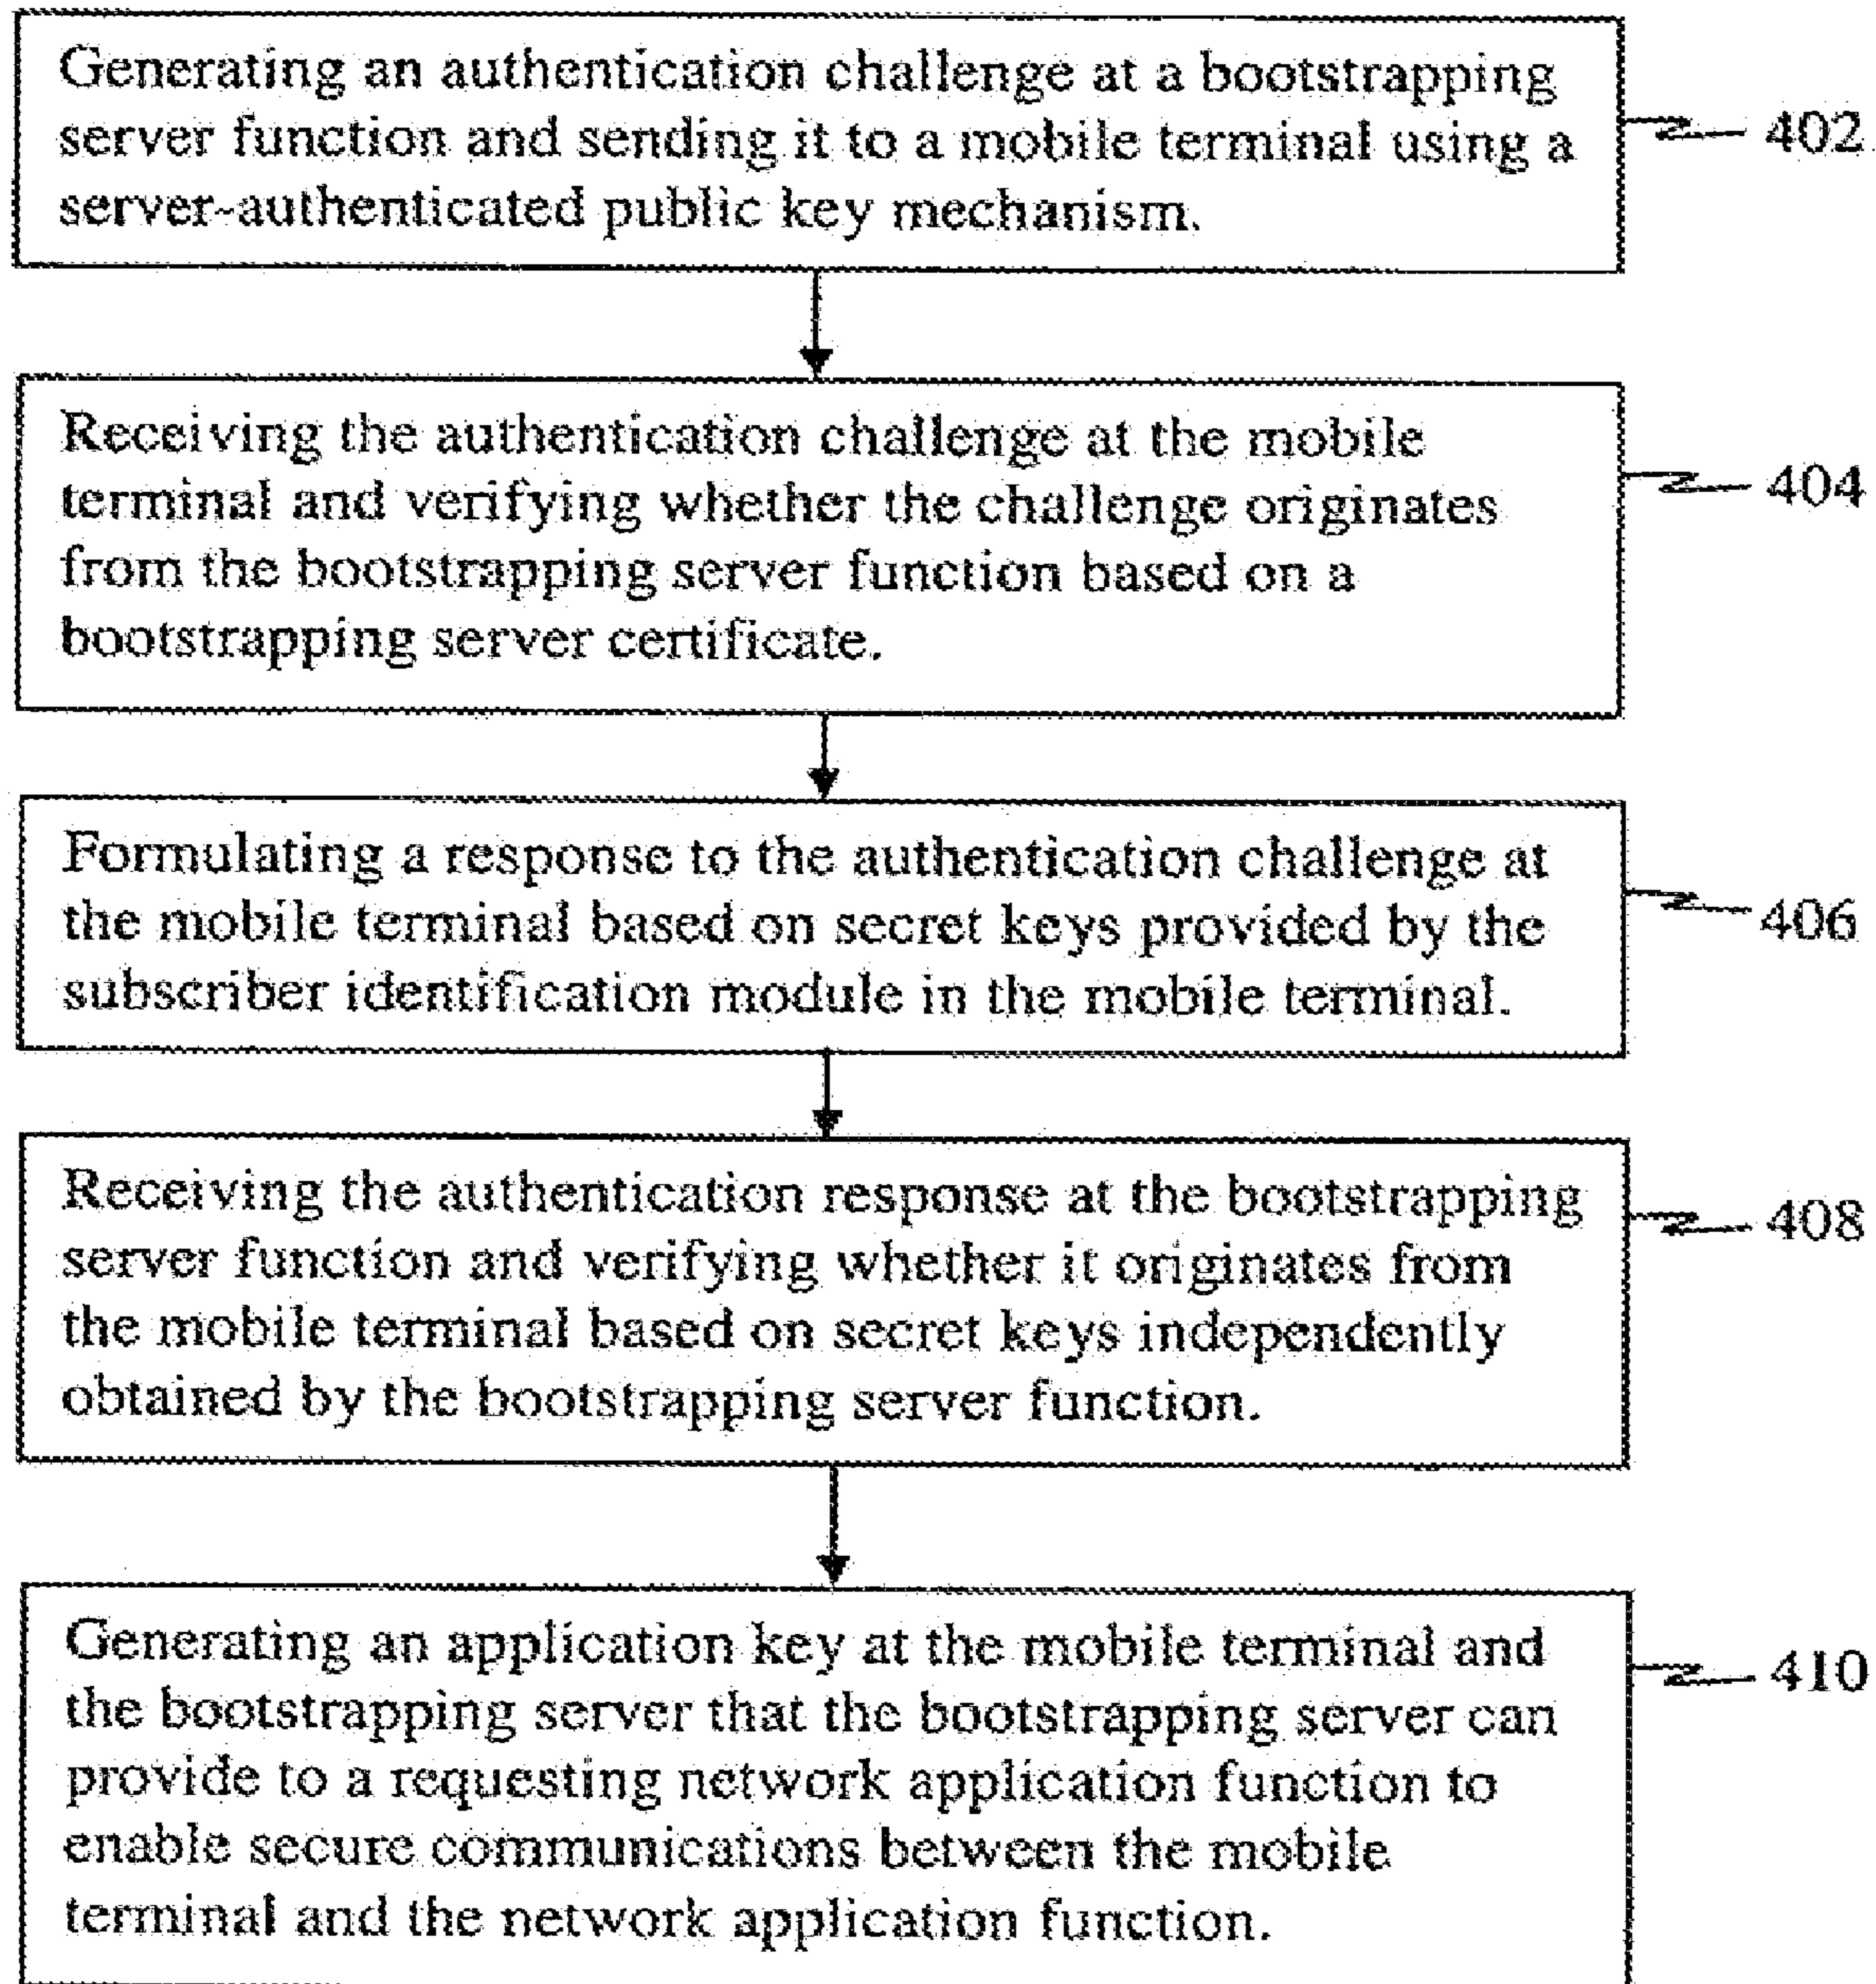 Generating an authentication challenge at a bootstrapping
server function and sending it to a mobile terminal using a
server-authenticated public key mechanism.
402
Receiving the authentication challenge at the mobile
terminal and verifying whether the challenge originates
from the bootstrapping server function based on a
bootstrapping server certificate.
404
Formulating a response to the authentication challenge at
the mobile terminal based on secret keys provided by the
subscriber identification module in the mobile terminal.
406
Receiving the authentication response at the bootstrapping
server function and verifying whether it originates from
the mobile terminal based on secret keys independently
obtained by the bootstrapping server function.
408
Generating an application key at the mobile terminal and
the bootstrapping server that the bootstrapping server can
provide to a requesting network application function to
enable secure communications between the mobile
terminal and the network application function.
410